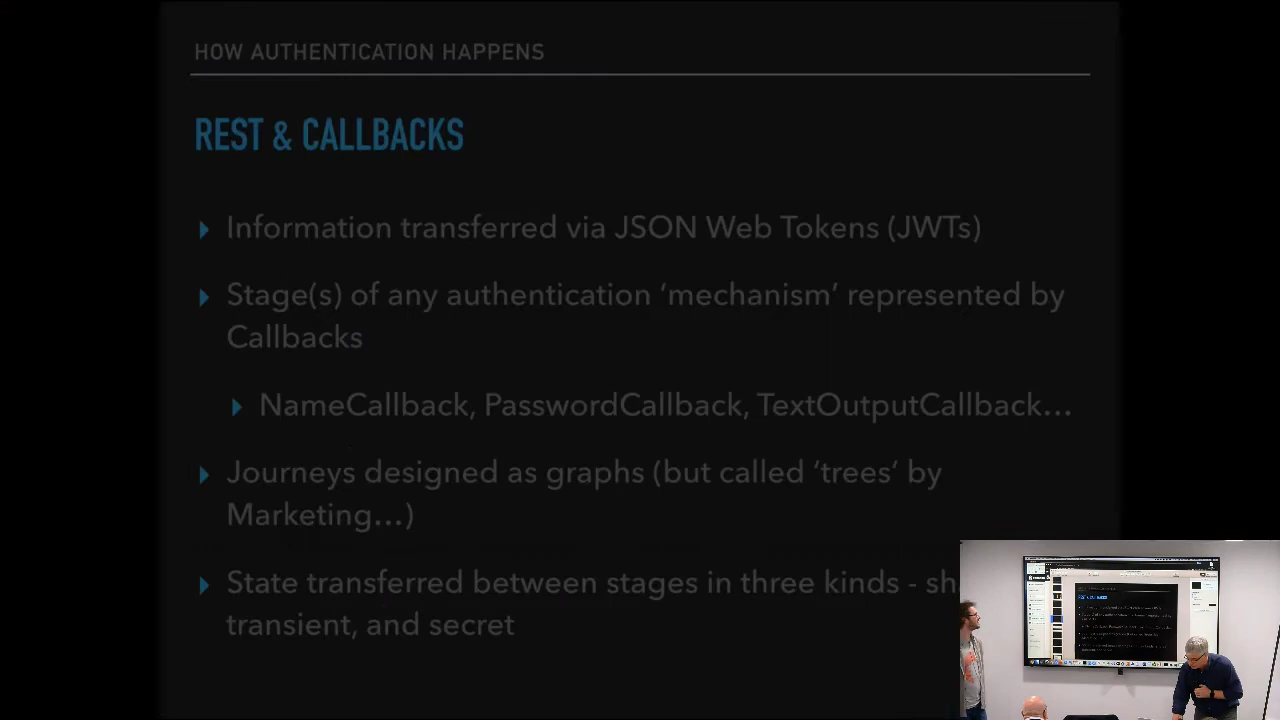 HOW AUTHENTICATION HAPPENS
REST & CALLBACKS
Information transferred via JSON Web Tokens (JWTs)
Stage(s) of any authentication ‘mechanism’ represented by
Callbacks
NameCallback, PasswordCallback, TextOutputCallback…
Journeys designed as graphs (but called ‘trees’ by
Marketing…)
State transferred between stages in three kinds -
transient, and secret
REST & CALLBACKS